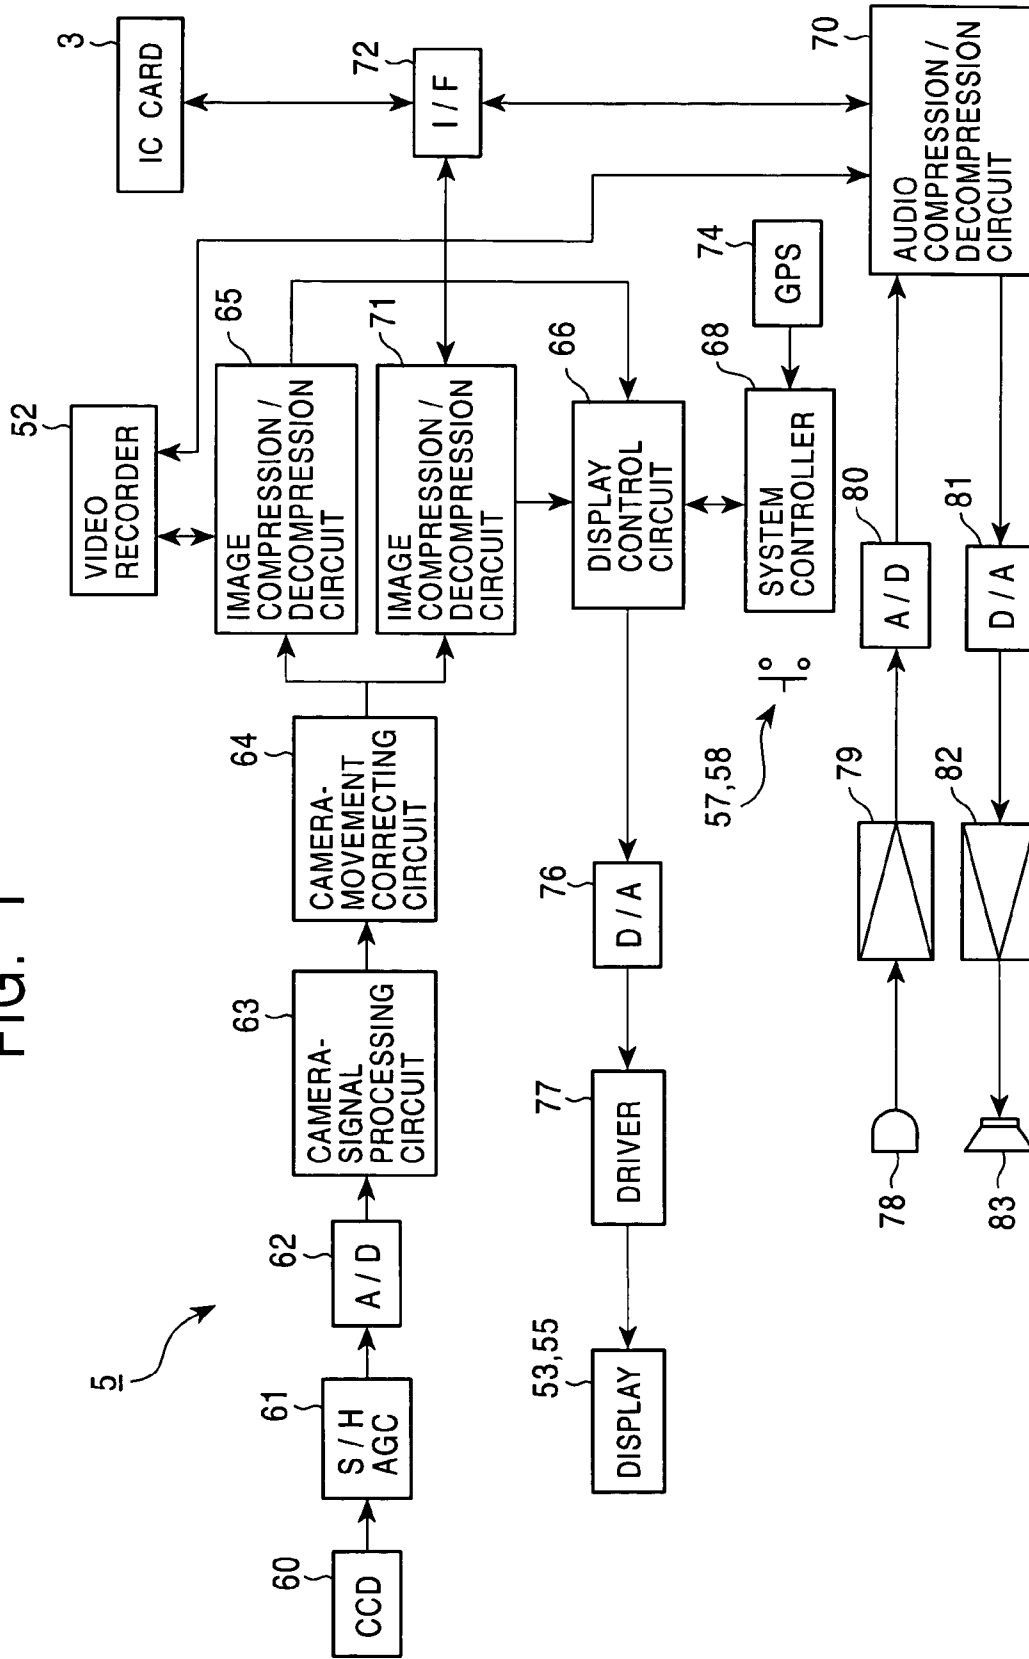 FIG. 1
5
60
CCD
61
S / H
AGC
62
A / D
63
CAMERA-
SIGNAL
PROCESSING
CIRCUIT
64
CAMERA-
MOVEMENT
CORRECTING
CIRCUIT
52
VIDEO
RECORDER
65
IMAGE
COMPRESSION /
DECOMPRESSION
CIRCUIT
71
IMAGE
COMPRESSION /
DECOMPRESSION
CIRCUIT
3
IC CARD
72
I / F
53,55
DISPLAY
77
DRIVER
76
D / A
66
DISPLAY
CONTROL
CIRCUIT
57,58
68
SYSTEM
CONTROLLER
74
GPS
78
79
80
A / D
70
AUDIO
COMPRESSION /
DECOMPRESSION
CIRCUIT
83
82
81
D / A